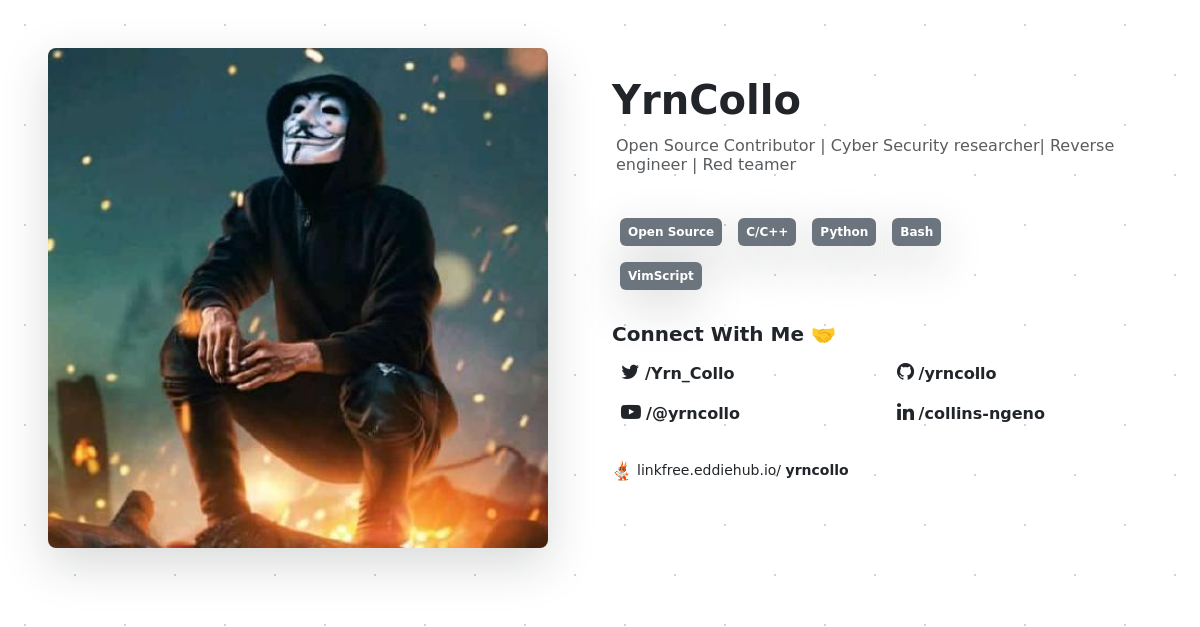 YrnCollo
Open Source Contributor | Cyber Security researcher| Reverse
engineer | Red teamer
Open Source C/C++ Python Bash
VimScript
Connect With Me 🤝
/Yrn_Collo /yrncollo
/@yrncollo /collins-ngeno
linkfree.eddiehub.io/ yrncollo